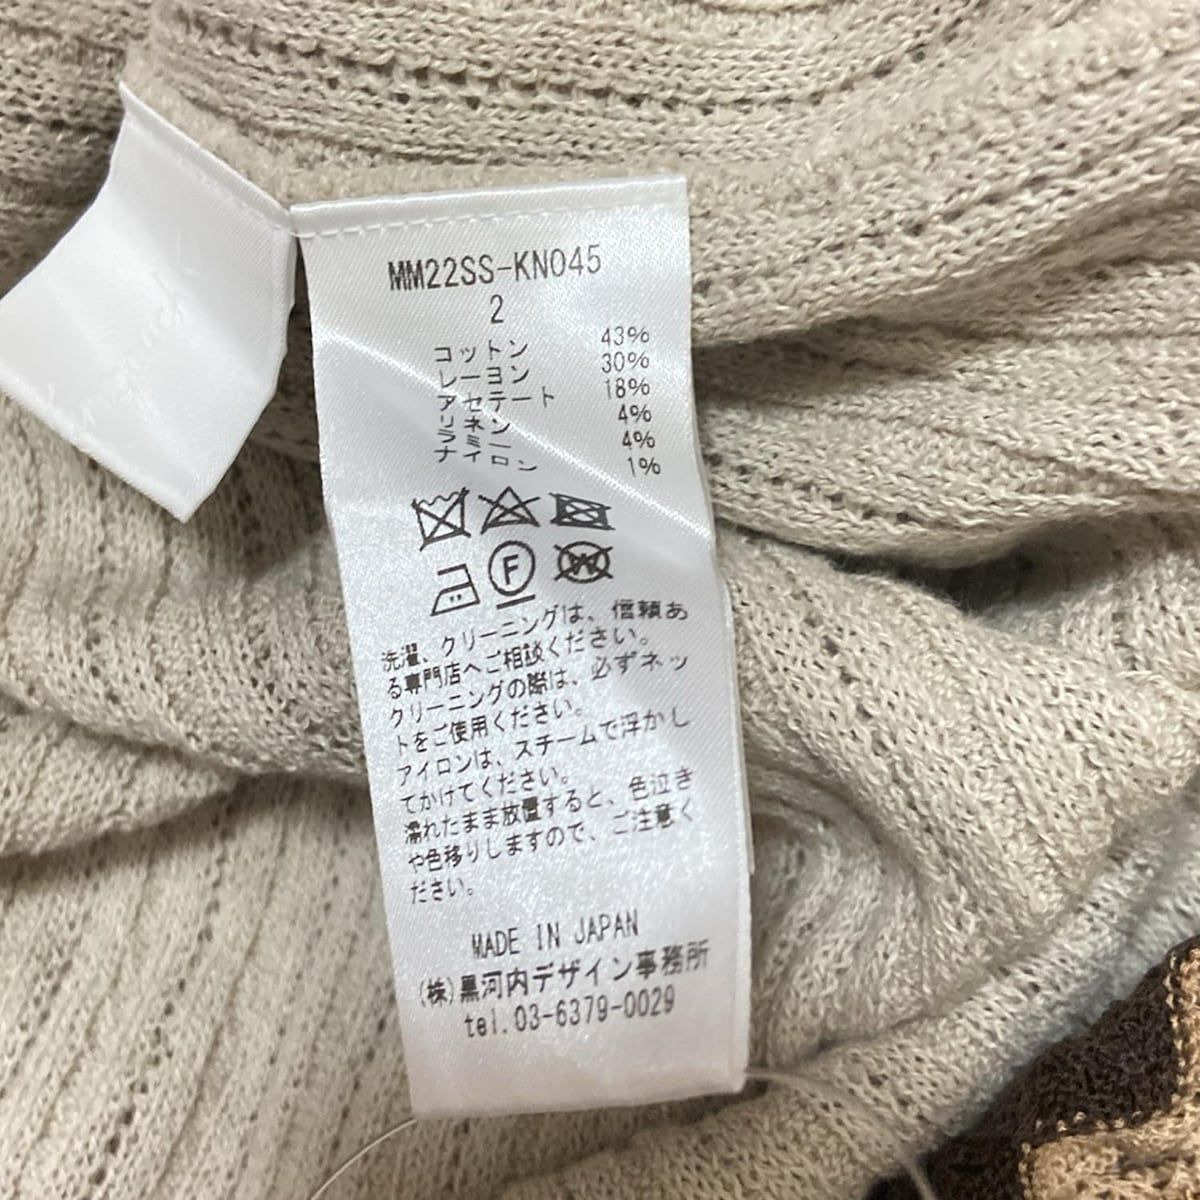 MM22SS-KN045
2
コットン 43%
レーヨン 30%
アセテート 18%
リネン 4%
ラミー 4%
ナイロン 1%
F W
洗濯、クリーニングは、信頼あ
る専門店へご相談ください。
クリーニングの際は、必ずネッ
トをご使用ください。
アイロンは、スチームで浮かし
てかけてください。
濡れたまま放置すると、色泣き
や色移りしますので、ご注意く
ださい。
MADE IN JAPAN
(株)黒河内デザイン事務所
tel.03-6379-0029